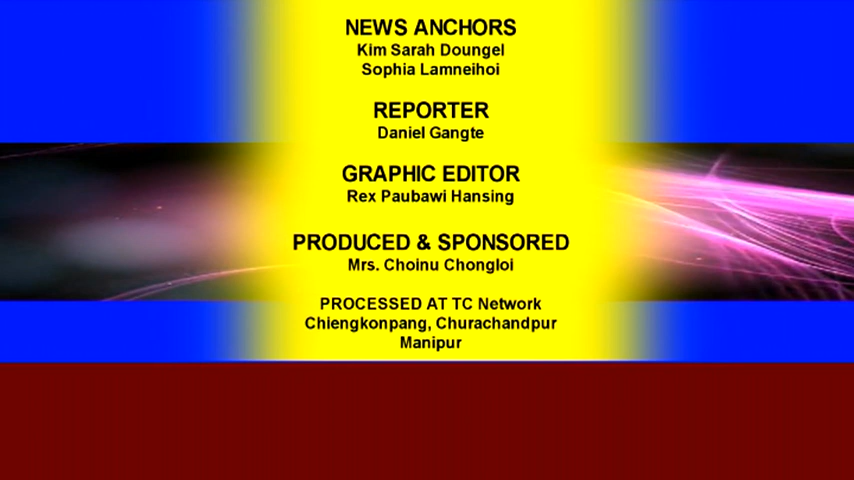 NEWS ANCHORS
Kim Sarah Doungel
Sophia Lamneihoi
REPORTER
Daniel Gangte
GRAPHIC EDITOR
Rex Paubawi Hansing
PRODUCED & SPONSORED
Mrs. Choinu Chongloi
PROCESSED AT TC Network
Chiengkonpang, Churachandpur
Manipur